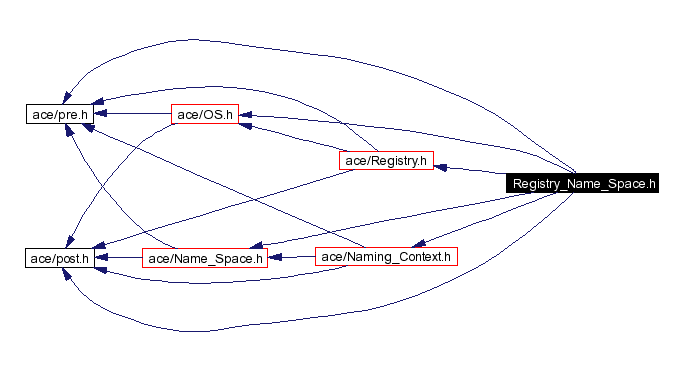 ace/pre.h
ace/OS.h
ace/Registry.h
Registry_Name_Space.h
ace/post.h
ace/Name_Space.h
ace/Naming_Context.h